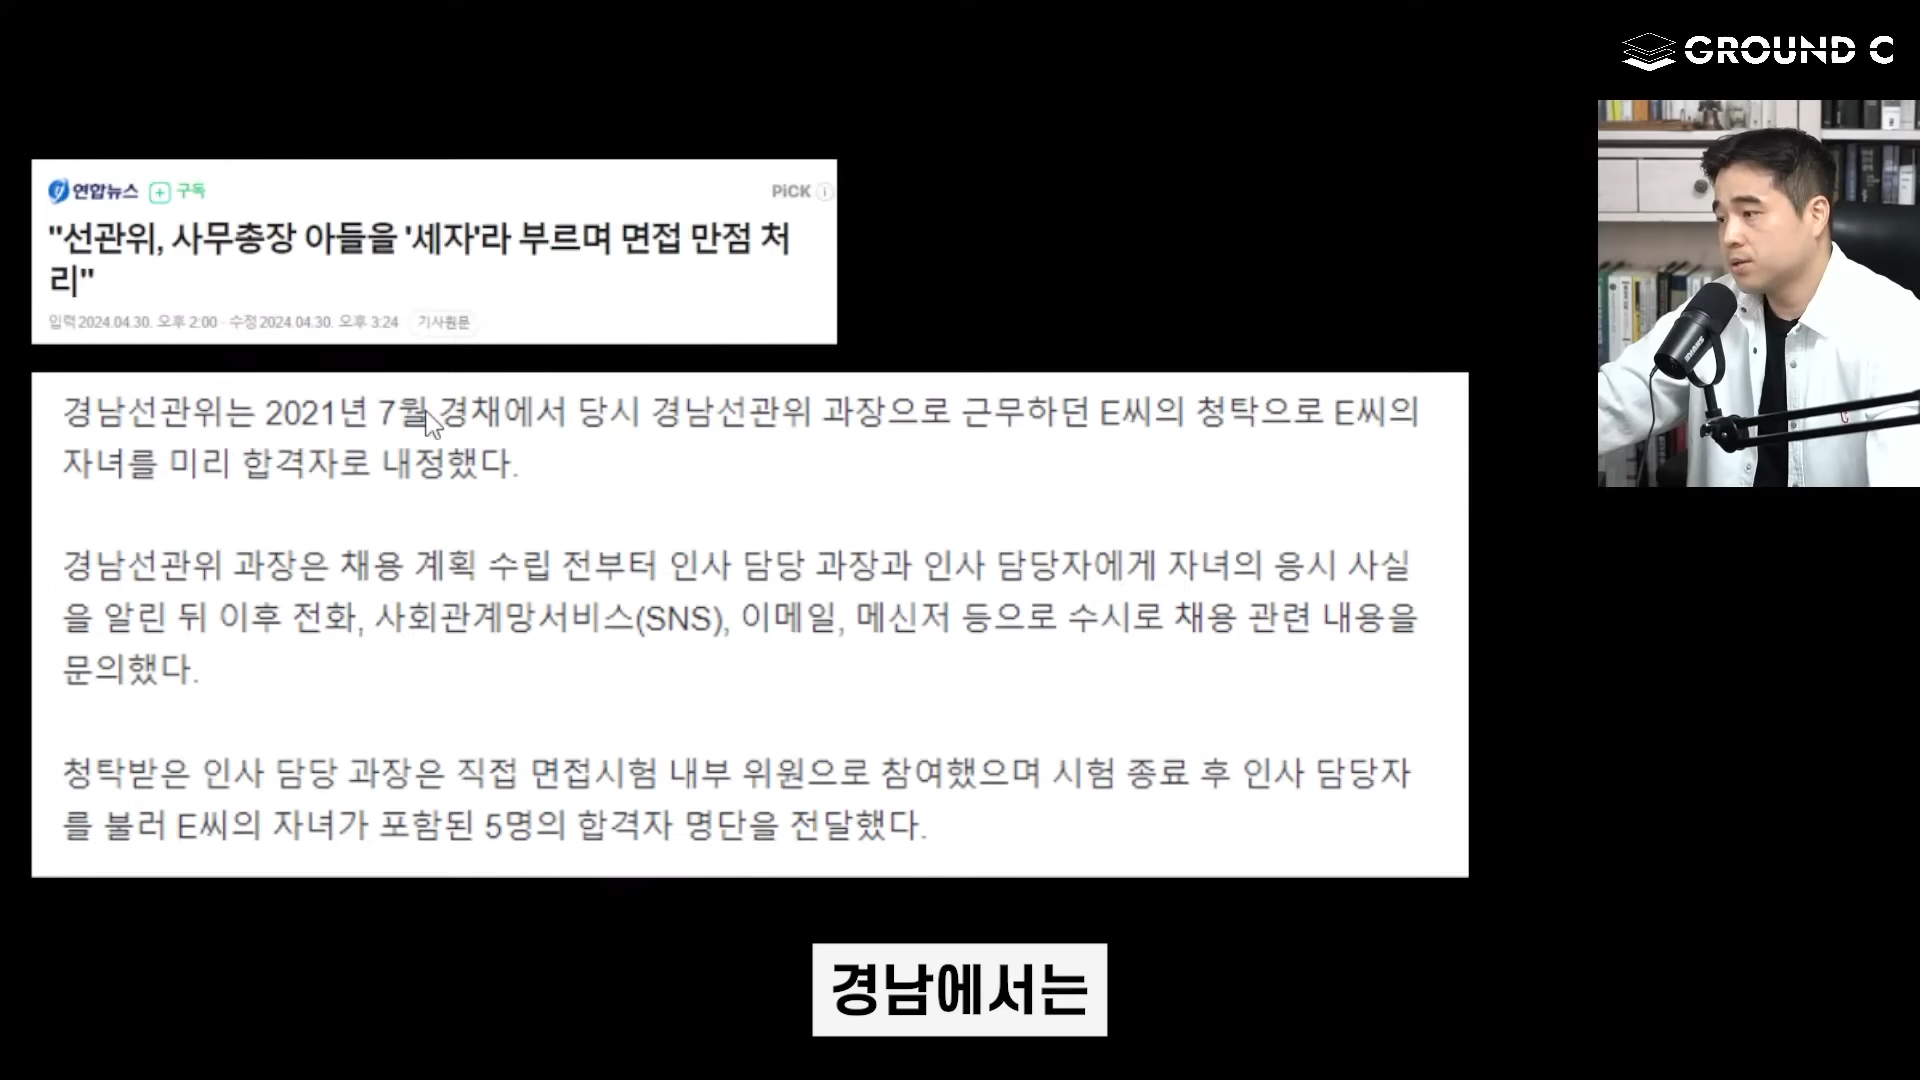 GROUND C
연합뉴스 + 구독 PiCK i
"선관위, 사무총장 아들을 '세자'라 부르며 면접 만점 처
리"
입력 2024.04.30. 오후 2:00 · 수정 2024.04.30. 오후 3:24 기사원문
경남선관위는 2021년 7월 경채에서 당시 경남선관위 과장으로 근무하던 E씨의 청탁으로 E씨의
자녀를 미리 합격자로 내정했다.
경남선관위 과장은 채용 계획 수립 전부터 인사 담당 과장과 인사 담당자에게 자녀의 응시 사실
을 알린 뒤 이후 전화, 사회관계망서비스(SNS), 이메일, 메신저 등으로 수시로 채용 관련 내용을
문의했다.
청탁받은 인사 담당 과장은 직접 면접시험 내부 위원으로 참여했으며 시험 종료 후 인사 담당자
를 불러 E씨의 자녀가 포함된 5명의 합격자 명단을 전달했다.
SHURE
경남에서는